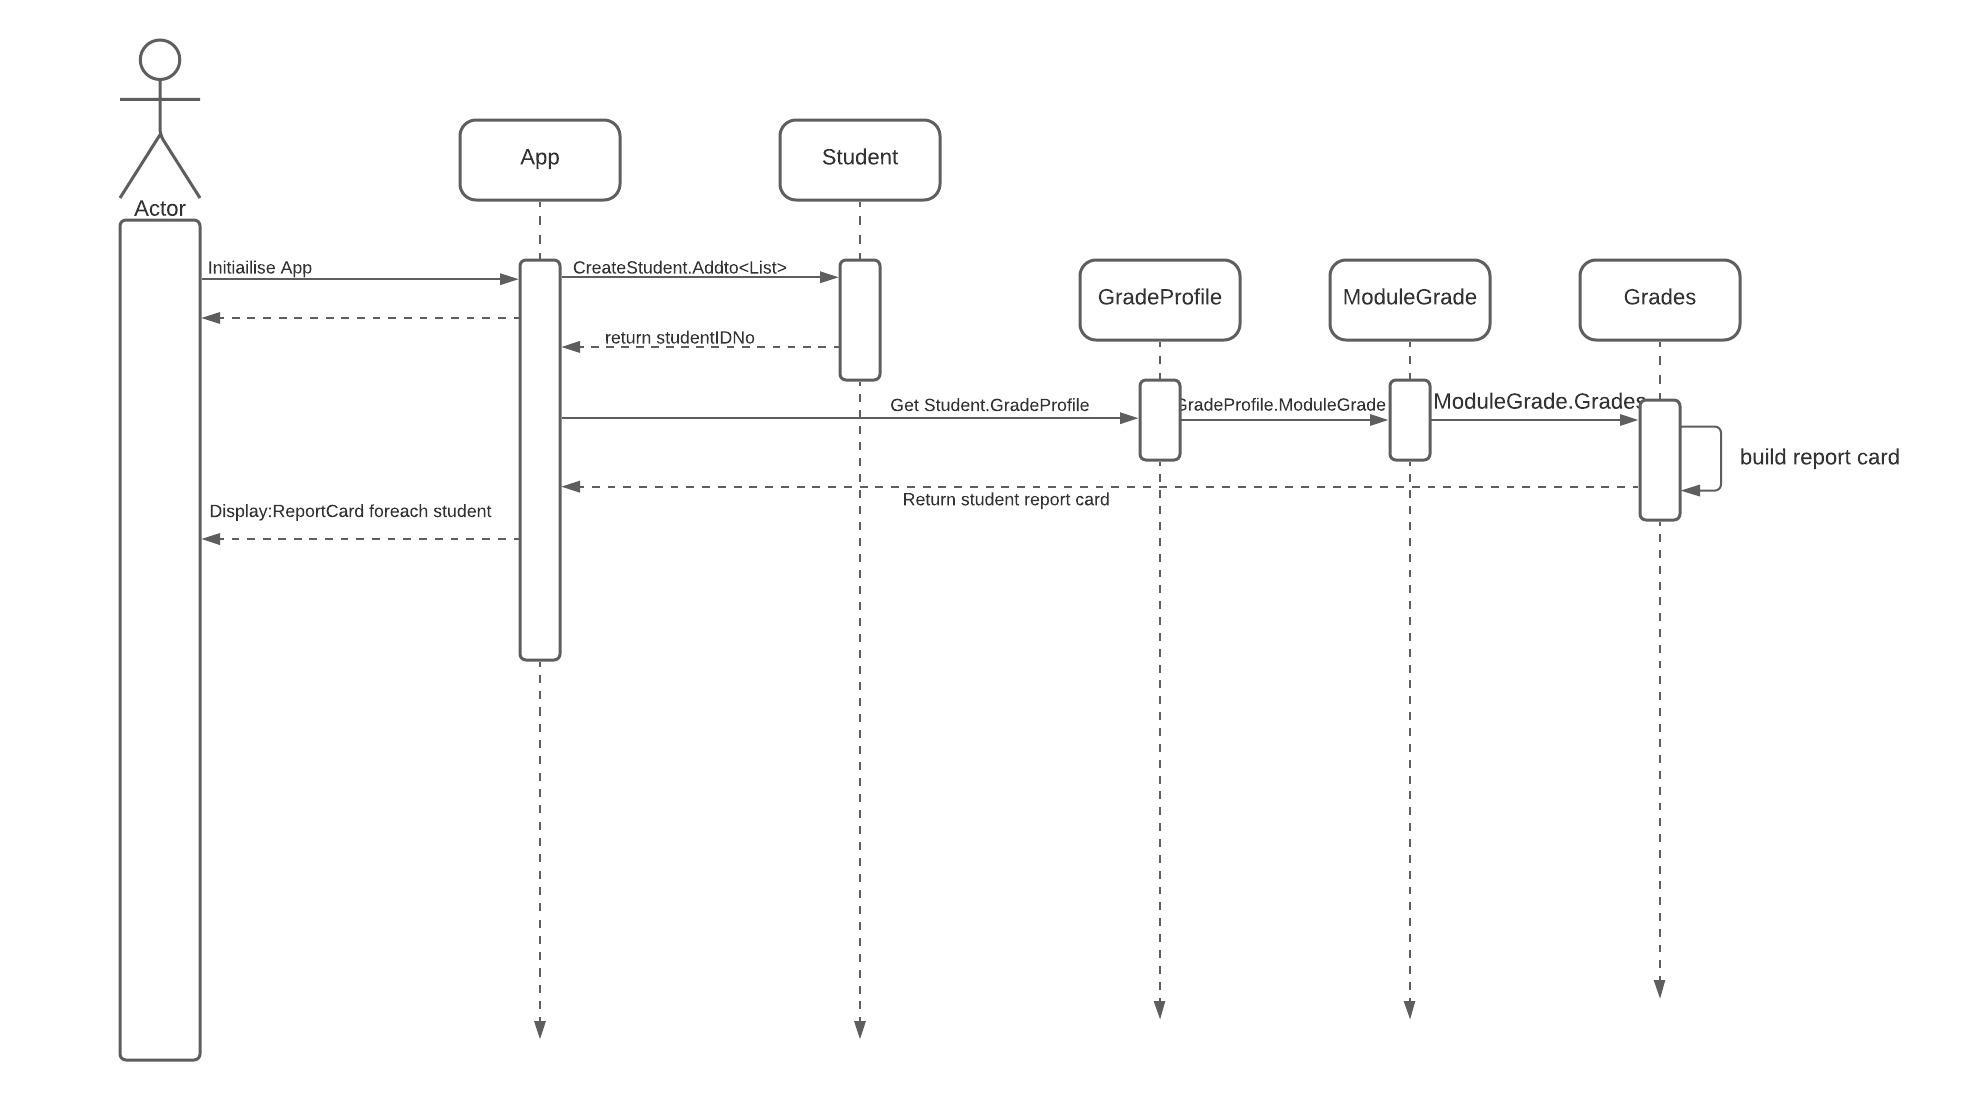 Actor
App
Student
Initiailise App
CreateStudent.Addto<List>
GradeProfile
ModuleGrade
Grades
return studentIDNo
Get Student.GradeProfile
GradeProfile.ModuleGrade
ModuleGrade.Grades
build report card
Return student report card
Display:ReportCard foreach student